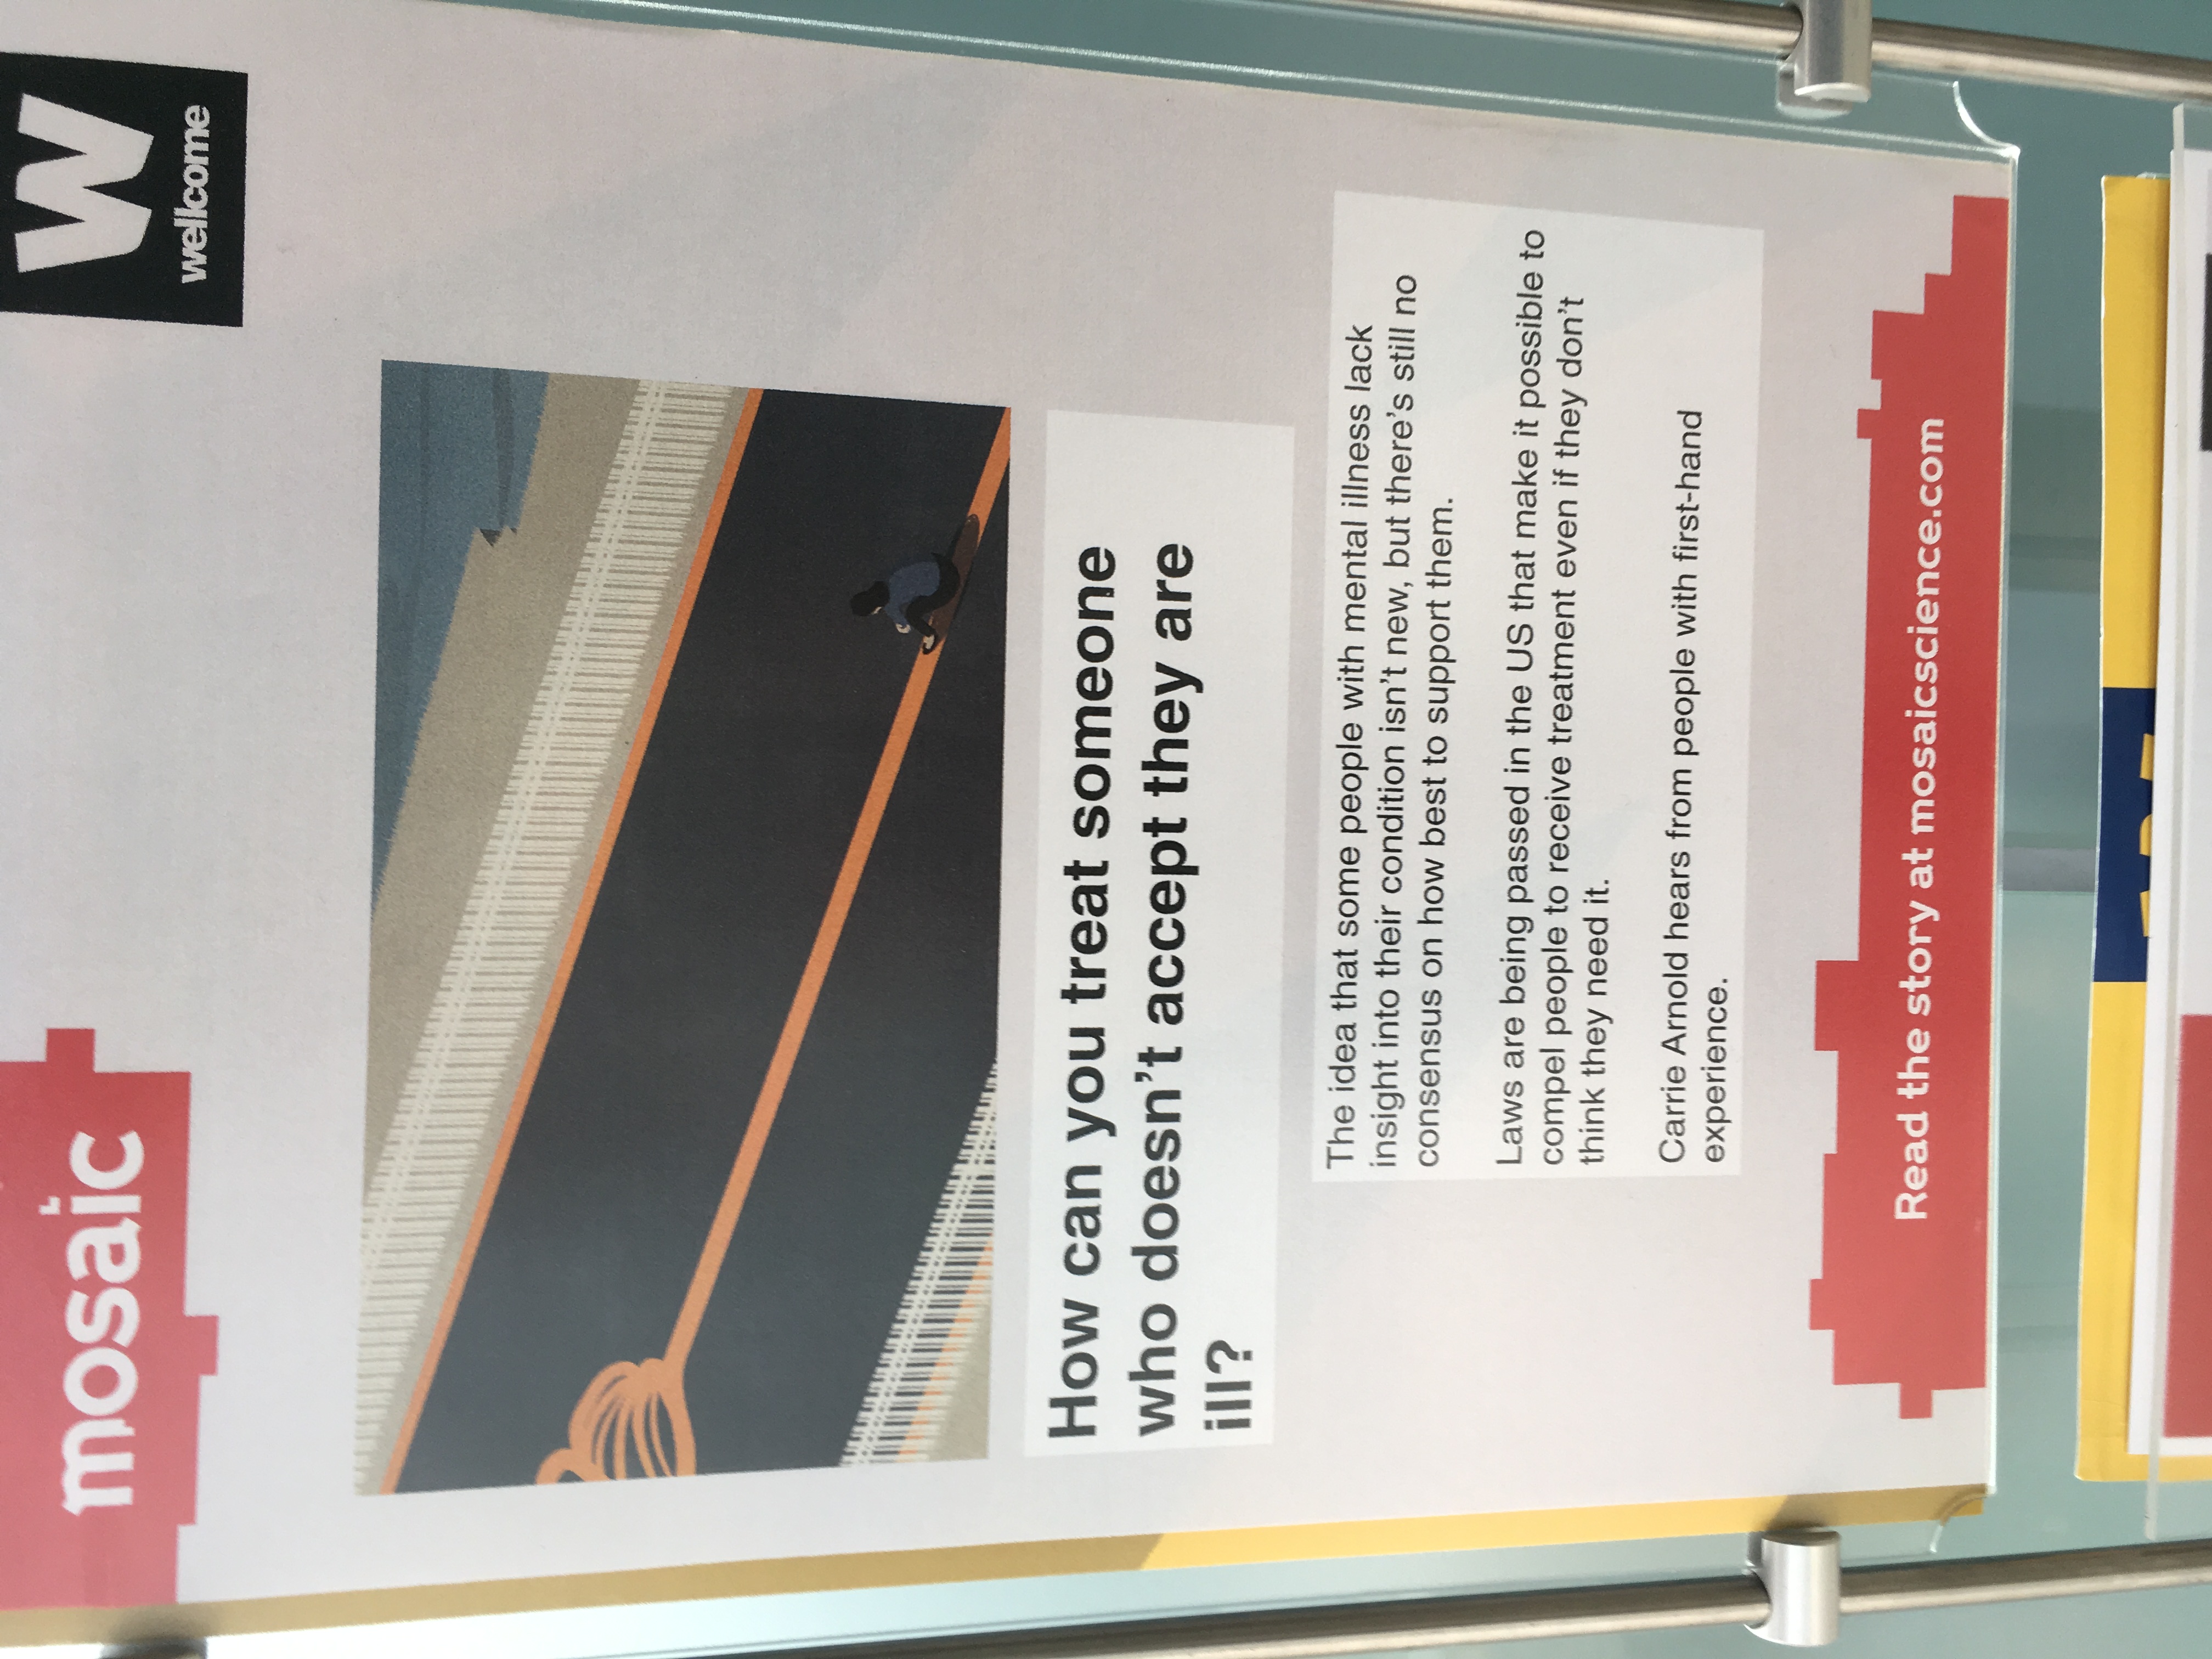 mosaic
W
wellcome
How can you treat someone
who doesn't accept they are
ill?
The idea that some people with mental illness lack
insight into their condition isn't new, but there's still no
consensus on how best to support them.
Laws are being passed in the US that make it possible to
compel people to receive treatment even if they don't
think they need it.
Carrie Arnold hears from people with first-hand
experience.
Read the story at mosaicscience.com